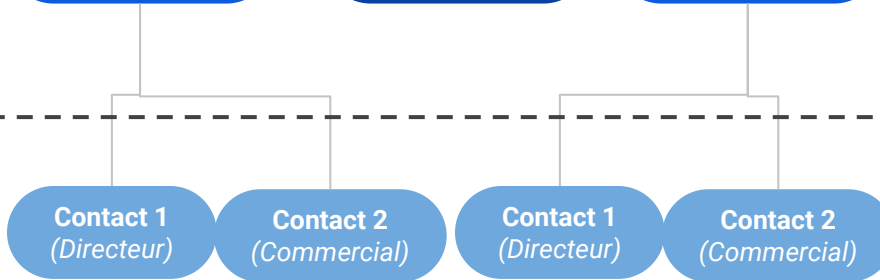 Contact 1
(Directeur)
Contact 2
(Commercial)
Contact 1
(Directeur)
Contact 2
(Commercial)